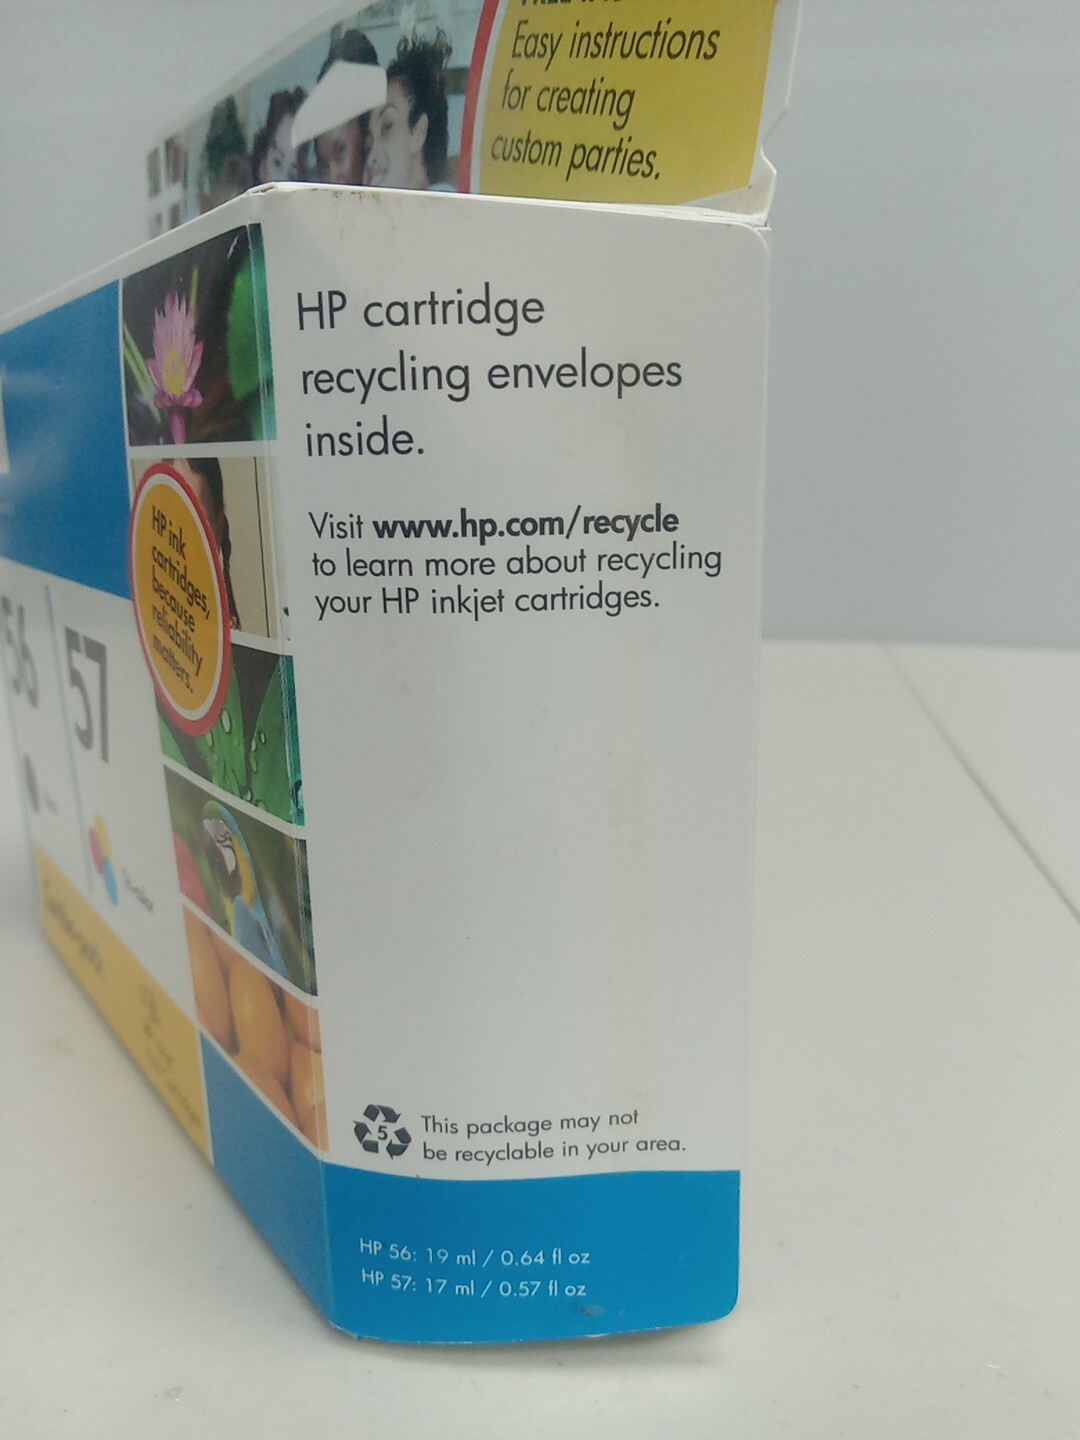 Easy instructions
for creating
custom parties.
HP cartridge
recycling envelopes
inside.
Visit www.hp.com/recycle
to learn more about recycling
your HP inkjet cartridges.
HP ink
cartridges,
because
reliability
matters.
56
57
5
This package may not
be recyclable in your area.
HP 56: 19 ml / 0.64 fl oz
HP 57: 17 ml / 0.57 fl oz